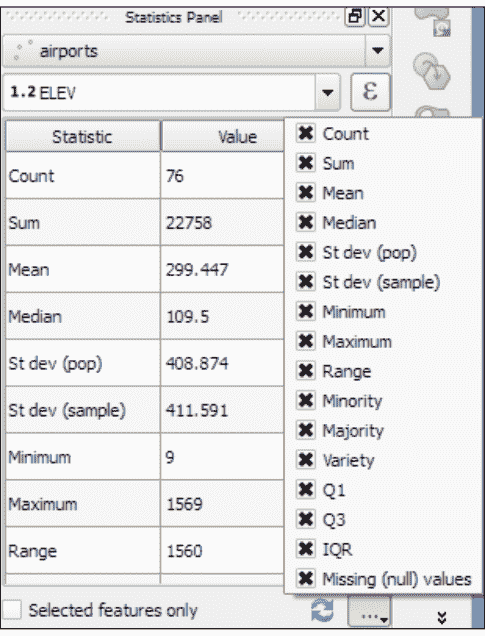 Statistics Panel
airports
1.2 ELEV
ε
Statistic Value
Count 76
Sum 22758
Mean 299.447
Median 109.5
St dev (pop) 408.874
St dev (sample) 411.591
Minimum 9
Maximum 1569
Range 1560
Count
Sum
Mean
Median
St dev (pop)
St dev (sample)
Minimum
Maximum
Range
Minority
Majority
Variety
Q1
Q3
IQR
Missing (null) values
Selected features only
...